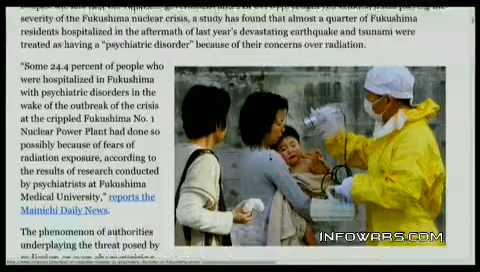 severity of the Fukushima nuclear crisis, a study has found that almost a quarter of Fukushima
residents hospitalized in the aftermath of last year's devastating earthquake and tsunami were
treated as having a "psychiatric disorder" because of their concerns over radiation.
"Some 24.4 percent of people who
were hospitalized in Fukushima
with psychiatric disorders in the
wake of the outbreak of the crisis
at the crippled Fukushima No. 1
Nuclear Power Plant had done so
possibly because of fears of
radiation exposure, according to
the results of research conducted
by psychiatrists at Fukushima
Medical University," reports the
Mainichi Daily News.
The phenomenon of authorities
underplaying the threat posed by
INFOWARS.COM